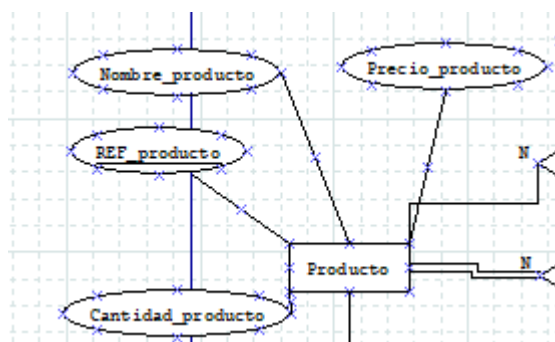 Nombre_producto
Precio_producto
REF_producto
N
Producto
N
Cantidad_producto